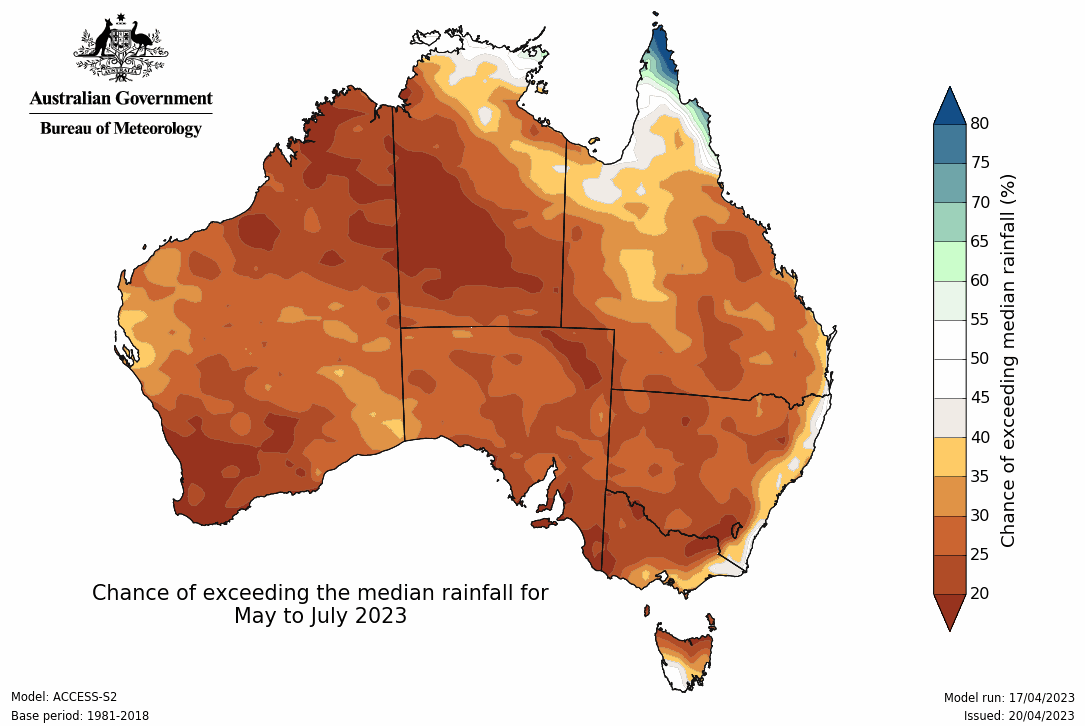 Australian Government
Bureau of Meteorology
80
75
70
65
60
55
50
45
40
35
30
25
20
Chance of exceeding median rainfall (%)
Chance of exceeding the median rainfall for
May to July 2023
Model: ACCESS-S2
Base period: 1981-2018
Model run: 17/04/2023
Issued: 20/04/2023